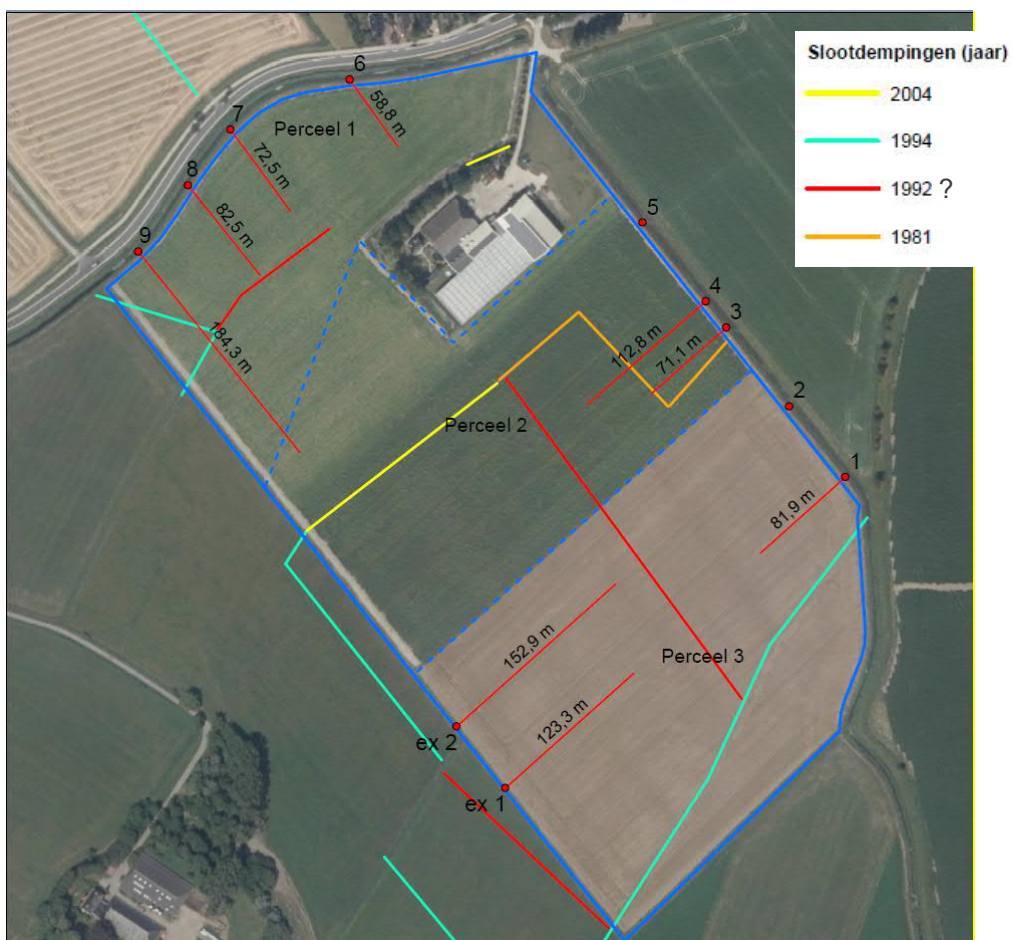 Slootdempingen (jaar)
2004
1994
1992 ?
1981
6
58,8 m
7
Perceel 1
72,5 m
8
82,5 m
9
184,3 m
5
4
3
112,8 m
71,1 m
2
Perceel 2
1
81,9 m
152,9 m
Perceel 3
123,3 m
ex 2
ex 1